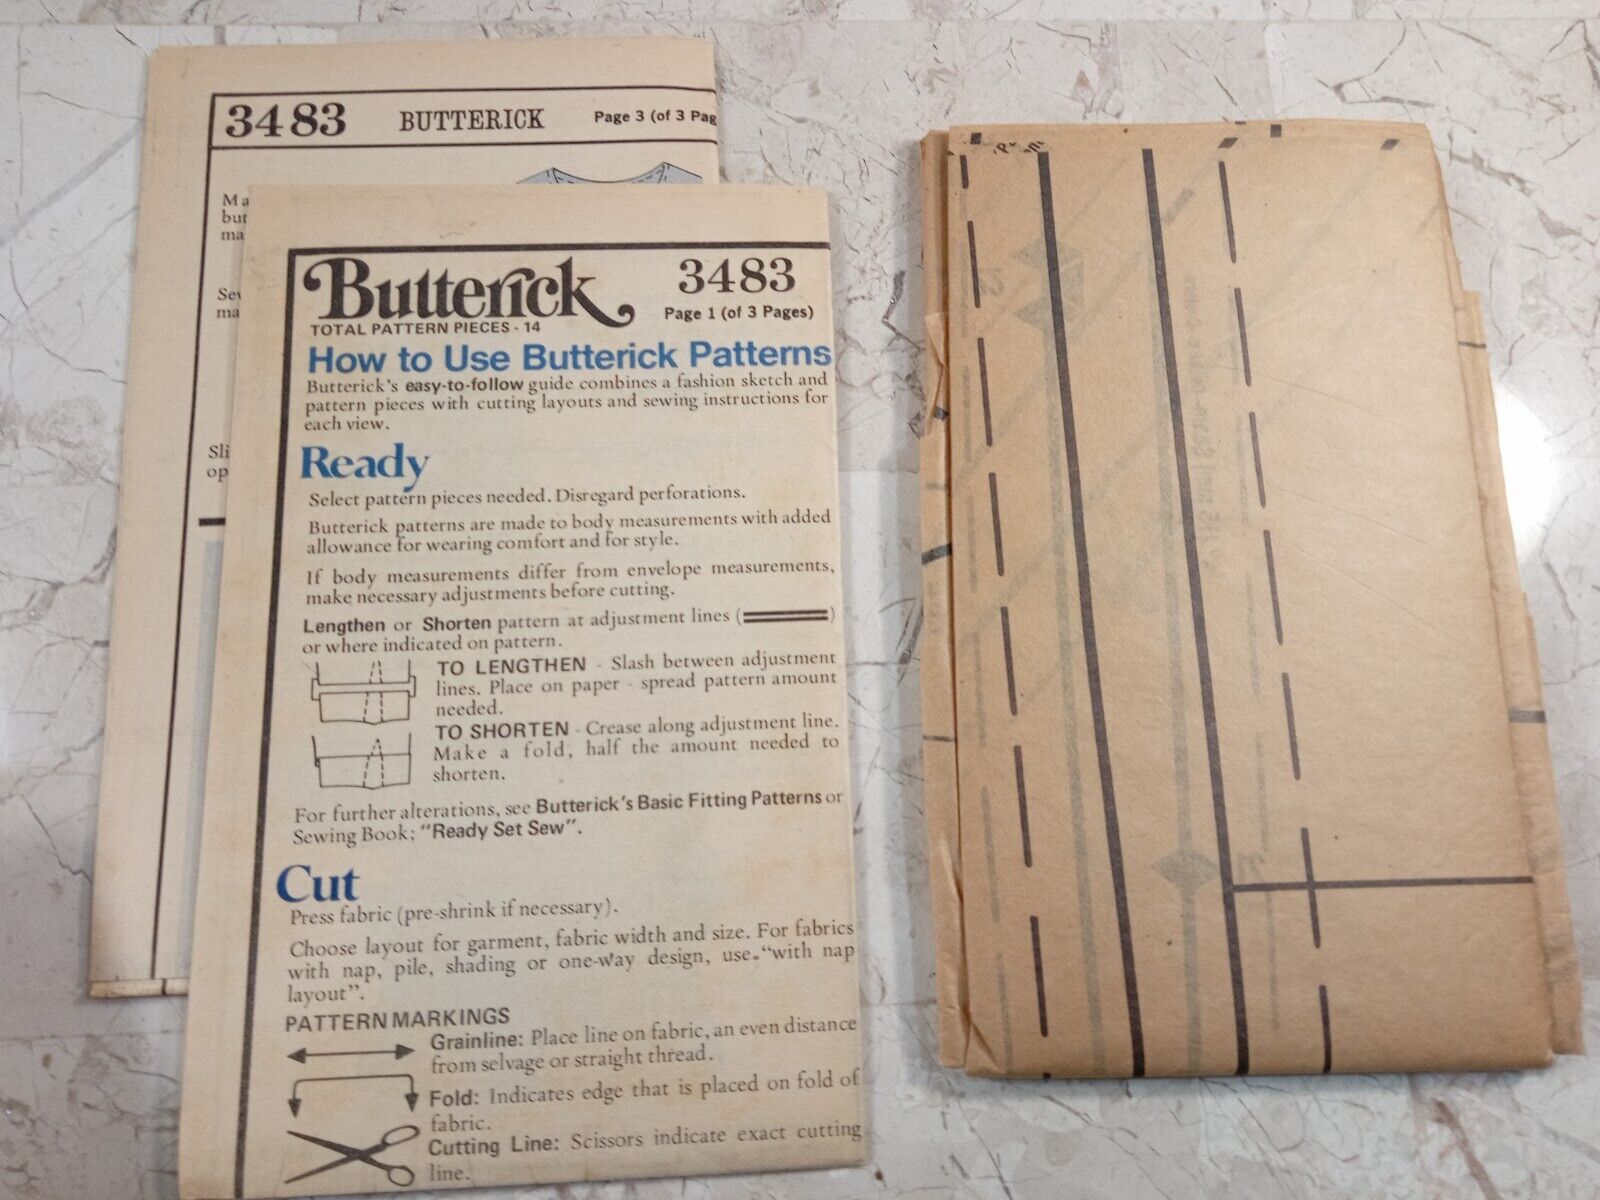 3483 BUTTERICK Page 3 (of 3 Pag
Ma
but
ma
Sew
ma
Sli
op
Butterick 3483
TOTAL PATTERN PIECES - 14 Page 1 (of 3 Pages)
How to Use Butterick Patterns
Butterick's easy-to-follow guide combines a fashion sketch and
pattern pieces with cutting layouts and sewing instructions for
each view.
Ready
Select pattern pieces needed. Disregard perforations.
Butterick patterns are made to body measurements with added
allowance for wearing comfort and for style.
If body measurements differ from envelope measurements,
make necessary adjustments before cutting.
Lengthen or Shorten pattern at adjustment lines ( )
or where indicated on pattern.
TO LENGTHEN - Slash between adjustment
lines. Place on paper - spread pattern amount
needed.
TO SHORTEN - Crease along adjustment line.
Make a fold, half the amount needed to
shorten.
For further alterations, see Butterick's Basic Fitting Patterns or
Sewing Book; "Ready Set Sew".
Cut
Press fabric (pre-shrink if necessary).
Choose layout for garment, fabric width and size. For fabrics
with nap, pile, shading or one-way design, use "with nap
layout".
PATTERN MARKINGS
Grainline: Place line on fabric, an even distance
from selvage or straight thread.
Fold: Indicates edge that is placed on fold of
fabric.
Cutting Line: Scissors indicate exact cutting
line.